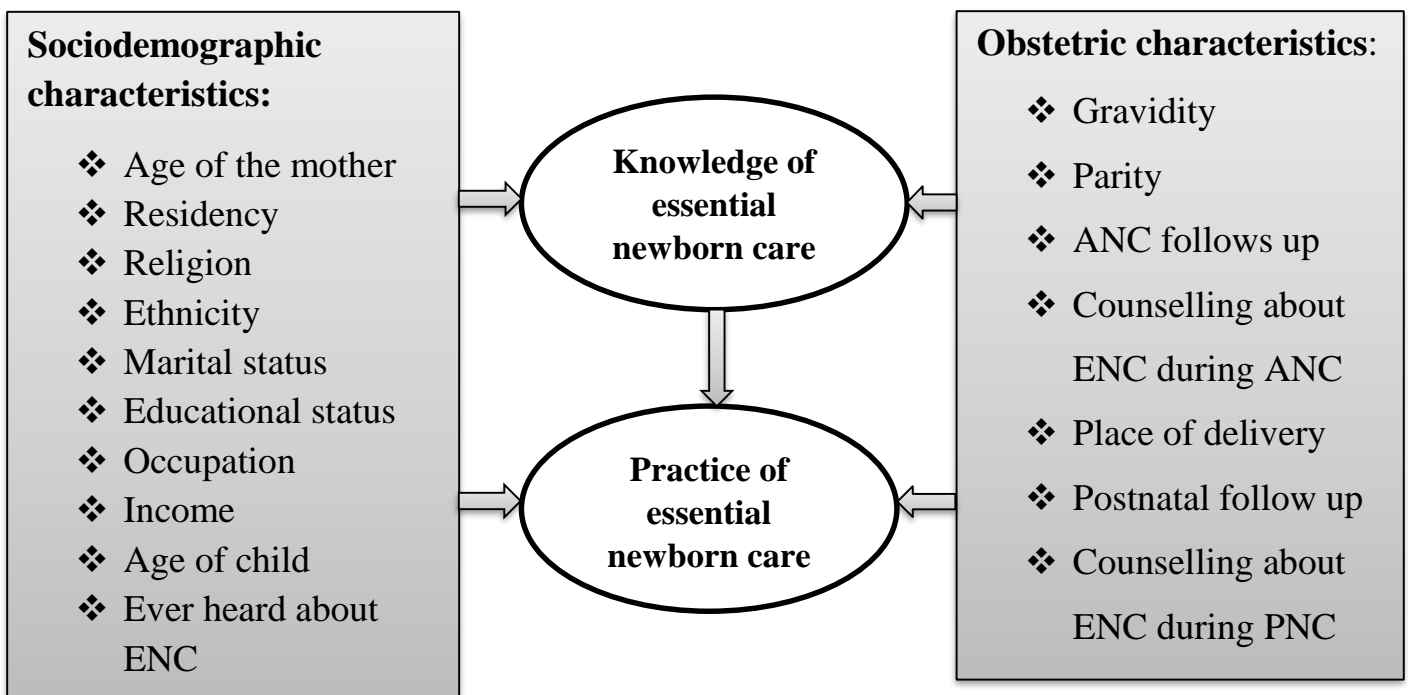 Sociodemographic
characteristics:
❖ Age of the mother
❖ Residency
❖ Religion
❖ Ethnicity
❖ Marital status
❖ Educational status
❖ Occupation
❖ Income
❖ Age of child
❖ Ever heard about
ENC
Knowledge of
essential
newborn care
Practice of
essential
newborn care
Obstetric characteristics:
❖ Gravidity
❖ Parity
❖ ANC follows up
❖ Counselling about
ENC during ANC
❖ Place of delivery
❖ Postnatal follow up
❖ Counselling about
ENC during PNC